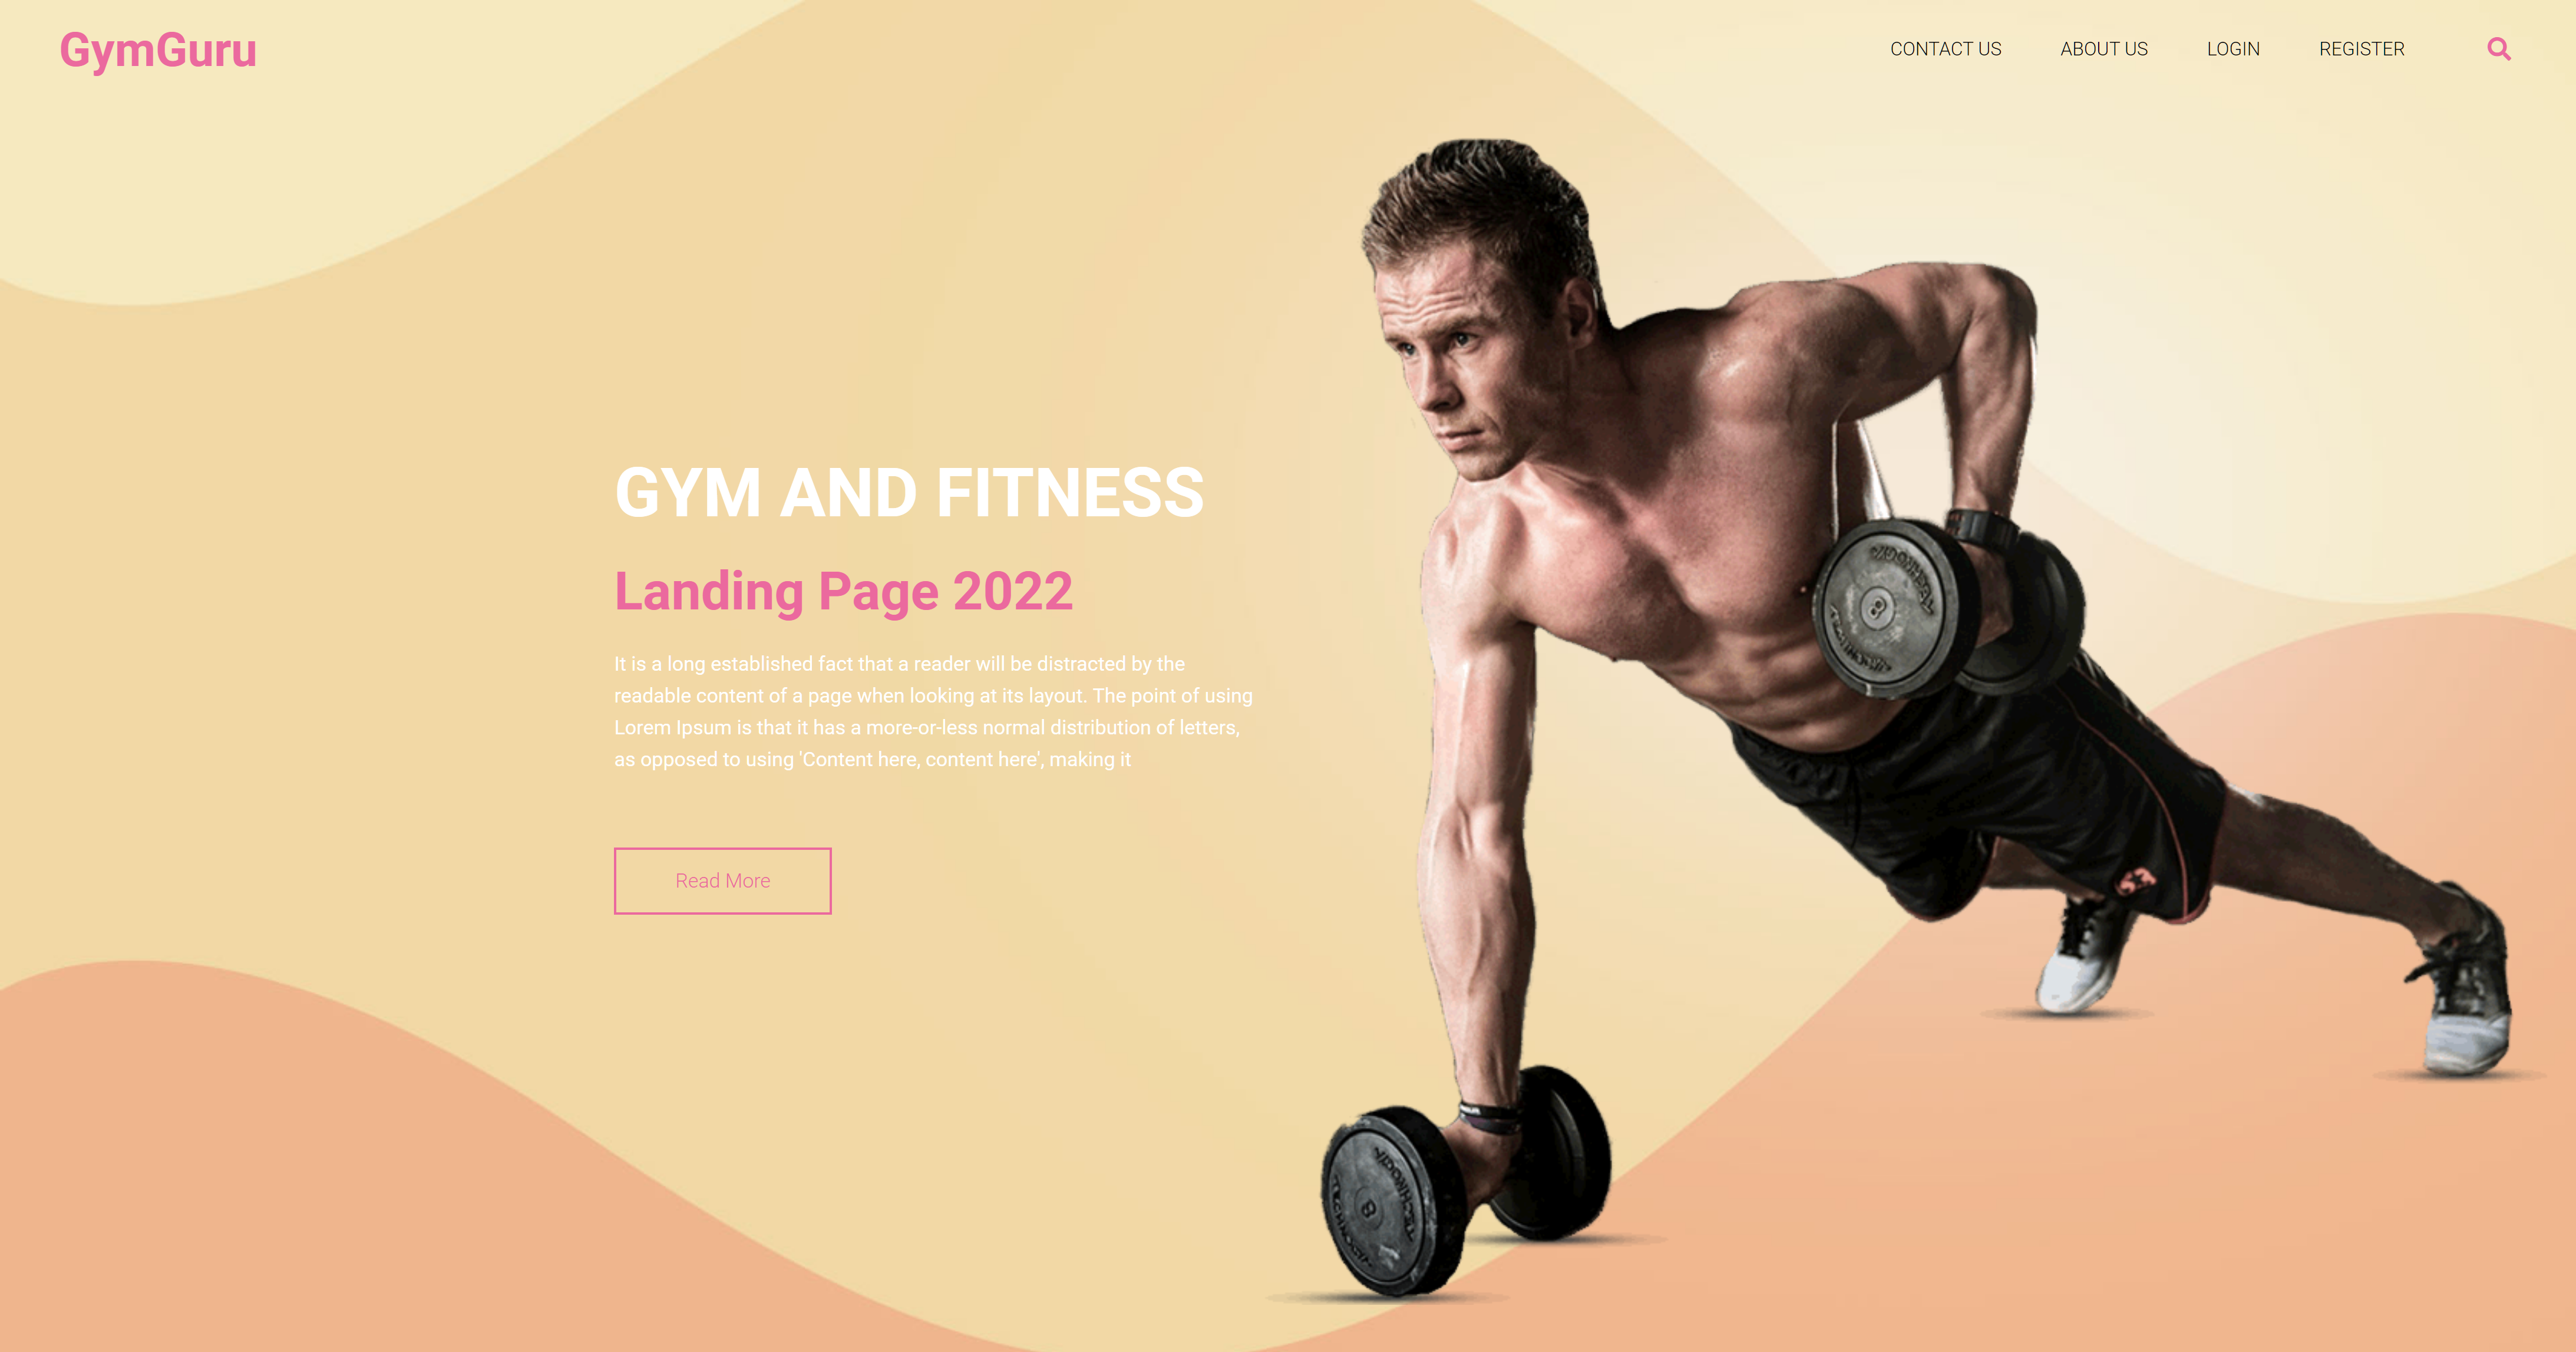 GymGuru
CONTACT US
ABOUT US
LOGIN
REGISTER
GYM AND FITNESS
Landing Page 2022
It is a long established fact that a reader will be distracted by the
readable content of a page when looking at its layout. The point of using
Lorem Ipsum is that it has a more-or-less normal distribution of letters,
as opposed to using 'Content here, content here', making it
Read More
8
8